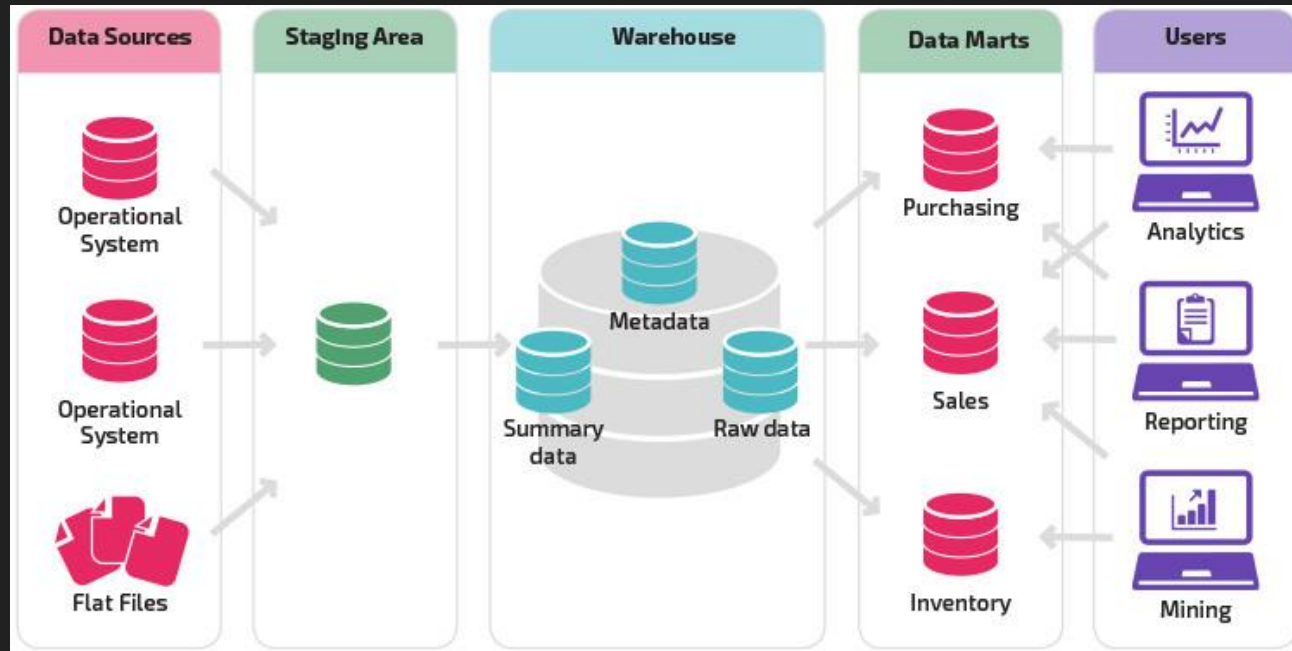 Data Sources
Staging Area
Warehouse
Data Marts
Users
Operational
System
Operational
System
Flat Files
Metadata
Summary
data
Raw data
Purchasing
Sales
Inventory
Analytics
Reporting
Mining